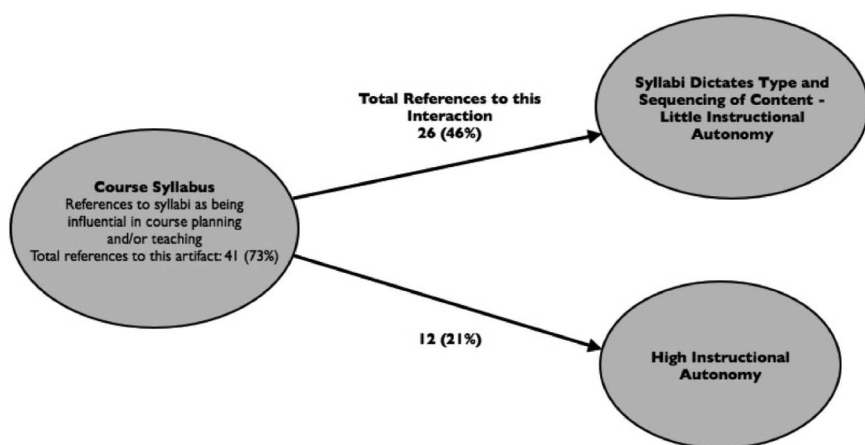 Course Syllabus
References to syllabi as being
influential in course planning
and/or teaching
Total references to this artifact: 41 (73%)
Total References to this
Interaction
26 (46%)
Syllabi Dictates Type and
Sequencing of Content -
Little Instructional
Autonomy
12 (21%)
High Instructional
Autonomy